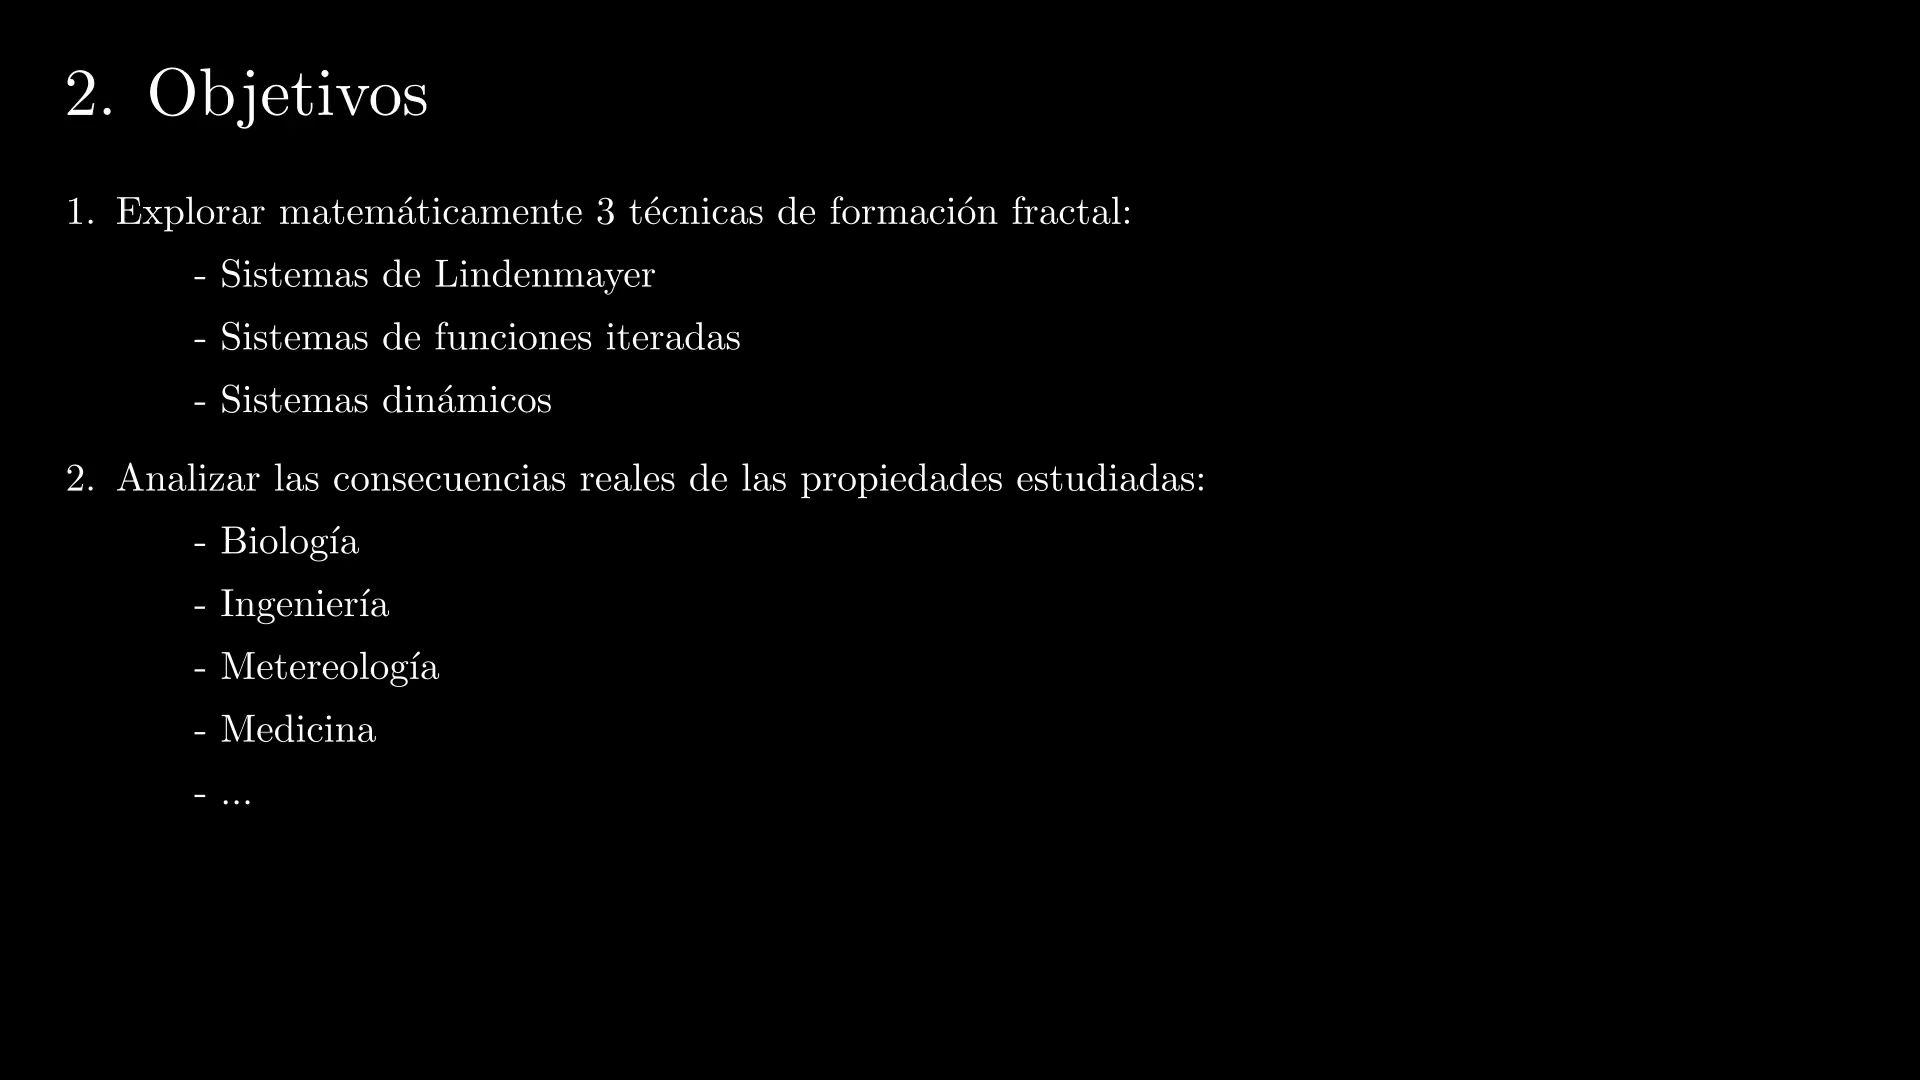 2. Objetivos
1. Explorar matemáticamente 3 técnicas de formación fractal:
- Sistemas de Lindenmayer
- Sistemas de funciones iteradas
- Sistemas dinámicos
2. Analizar las consecuencias reales de las propiedades estudiadas:
- Biología
- Ingeniería
- Metereología
- Medicina
- ...